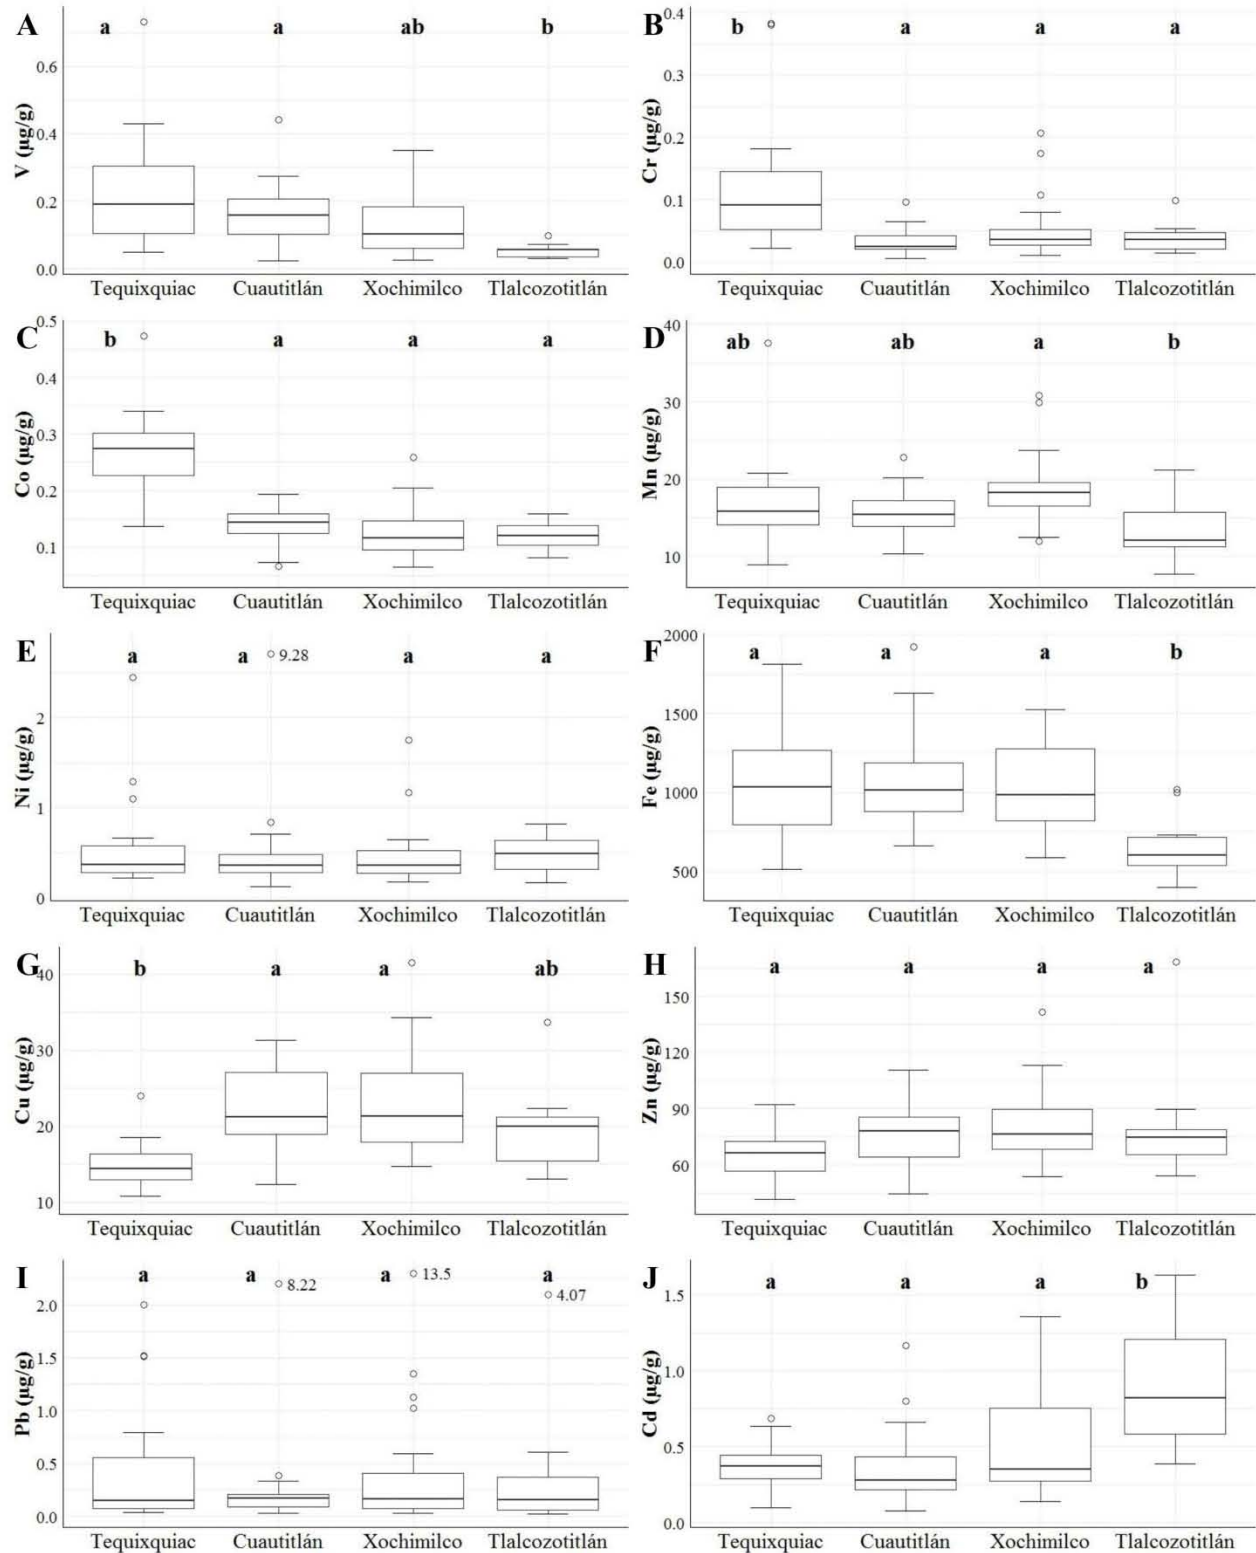 A
a a ab b
V (µg/g)
0.6
0.4
0.2
0.0
Tequixquiac Cuautitlán Xochimilco Tlalcozotitlán
B
b a a a
Cr (µg/g)
0.4
0.3
0.2
0.1
0.0
Tequixquiac Cuautitlán Xochimilco Tlalcozotitlán
C
b a a a
Co (µg/g)
0.5
0.4
0.3
0.2
0.1
Tequixquiac Cuautitlán Xochimilco Tlalcozotitlán
D
ab ab a b
Mn (µg/g)
40
30
20
10
Tequixquiac Cuautitlán Xochimilco Tlalcozotitlán
E
a a 9.28 a a
Ni (µg/g)
2
1
0
Tequixquiac Cuautitlán Xochimilco Tlalcozotitlán
F
a a a b
Fe (µg/g)
2000
1500
1000
500
Tequixquiac Cuautitlán Xochimilco Tlalcozotitlán
G
b a a ab
Cu (µg/g)
40
30
20
10
Tequixquiac Cuautitlán Xochimilco Tlalcozotitlán
H
a a a a
Zn (µg/g)
150
120
90
60
Tequixquiac Cuautitlán Xochimilco Tlalcozotitlán
I
a a 8.22 a 13.5 a 4.07
Pb (µg/g)
2.0
1.5
1.0
0.5
0.0
Tequixquiac Cuautitlán Xochimilco Tlalcozotitlán
J
a a a b
Cd (µg/g)
1.5
1.0
0.5
0.0
Tequixquiac Cuautitlán Xochimilco Tlalcozotitlán